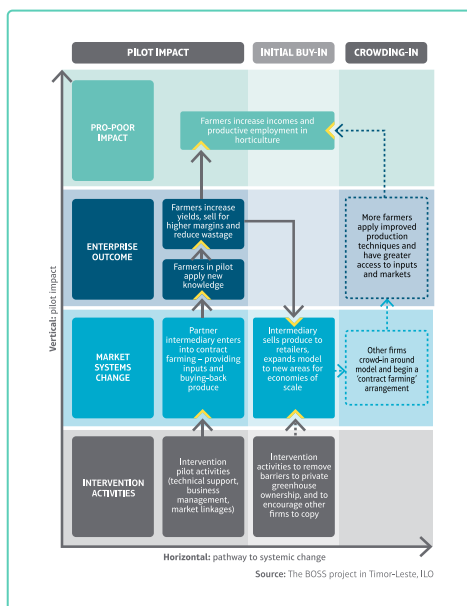 PILOT IMPACT
INITIAL BUY-IN
CROWDING-IN
PRO-POOR
IMPACT
Farmers increase incomes and
productive employment in
horticulture
ENTERPRISE
OUTCOME
Farmers increase
yields, sell for
higher margins and
reduce wastage
Farmers in pilot
apply new
knowledge
More farmers
apply improved
production
techniques and
have greater
access to inputs
and markets
MARKET
SYSTEMS
CHANGE
Partner
intermediary enters
into contract
farming – providing
inputs and
buying-back
produce
Intermediary
sells produce to
retailers,
expands model
to new areas for
economies of
scale
Other firms
crowd-in around
model and begin a
'contract farming'
arrangement
INTERVENTION
ACTIVITIES
Intervention
pilot activities
(technical support,
business
management,
market linkages)
Intervention
activities to remove
barriers to private
greenhouse
ownership, and to
encourage other
firms to copy
Vertical: pilot impact
Horizontal: pathway to systemic change
Source: The BOSS project in Timor-Leste, ILO